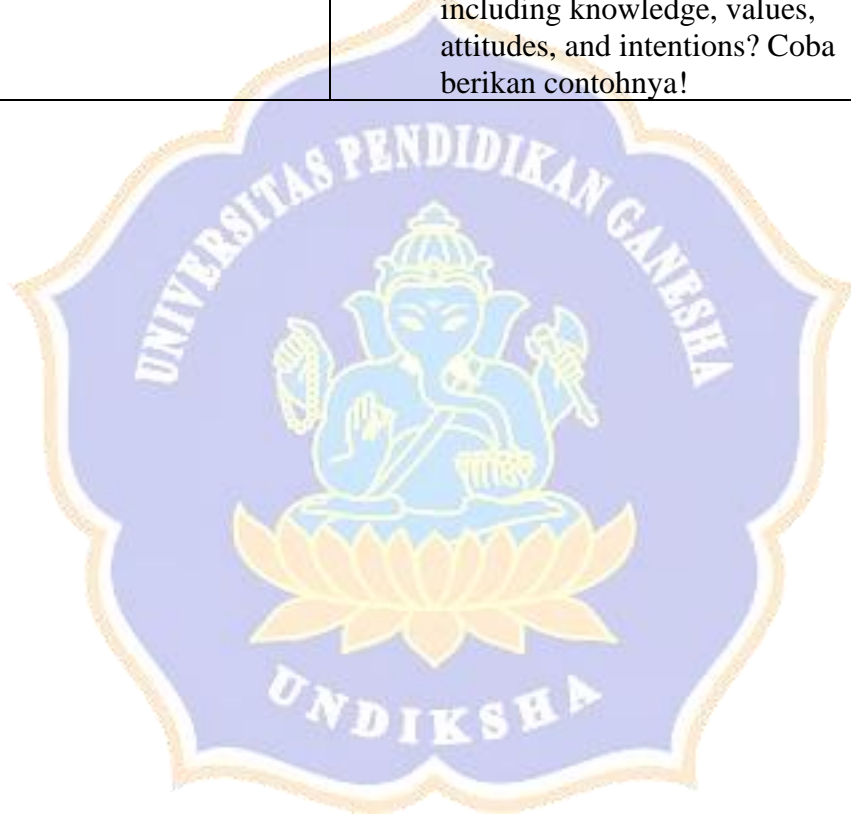 including knowledge, values,
attitudes, and intentions? Coba
berikan contohnya!
UNIVERSITAS PENDIDIKAN GANESHA
UNDIKSHA